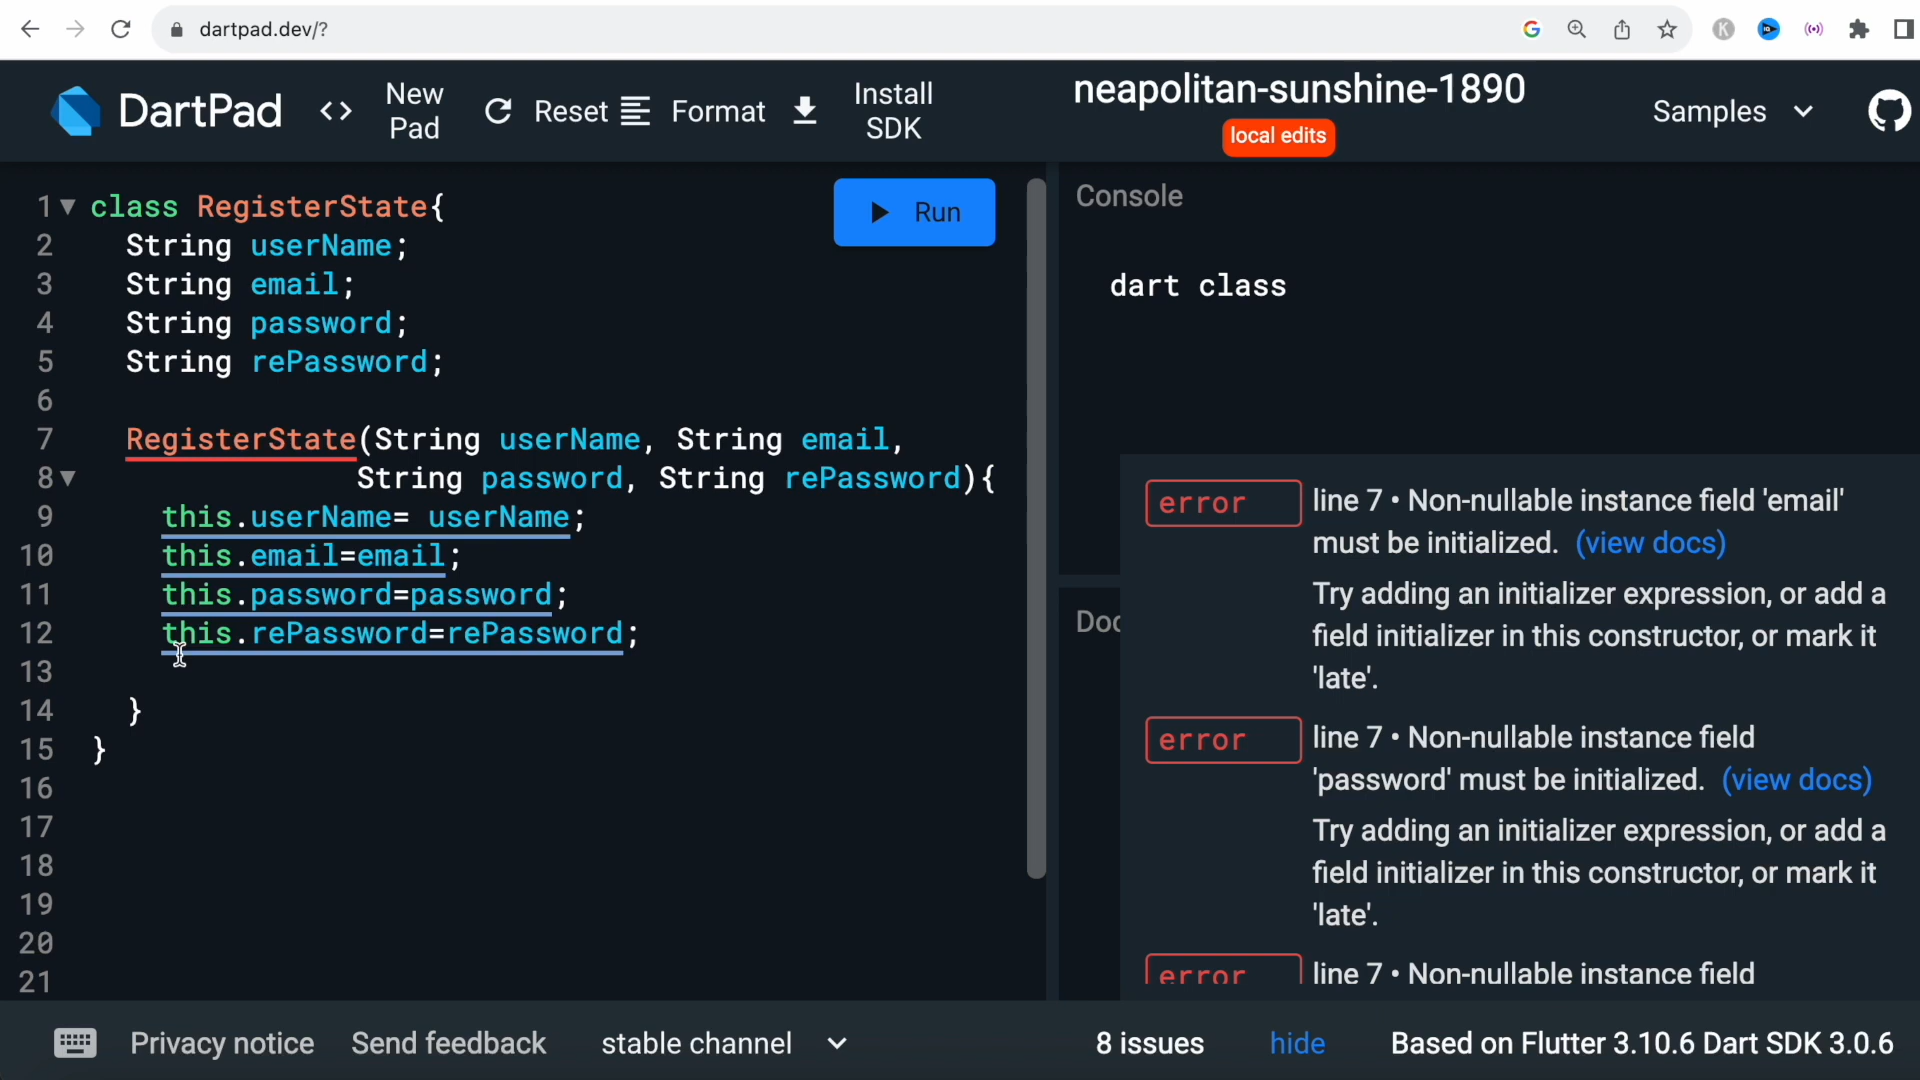 dartpad.dev/?
DartPad
<> New Pad
Reset
Format
Install SDK
neapolitan-sunshine-1890
local edits
Samples
1 class RegisterState{
2 String userName;
3 String email;
4 String password;
5 String rePassword;
6
7 RegisterState(String userName, String email,
8 String password, String rePassword){
9 this.userName= userName;
10 this.email=email;
11 this.password=password;
12 this.rePassword=rePassword;
13
14 }
15 }
16
17
18
19
20
21
Run
Console
dart class
Doc
error line 7 • Non-nullable instance field 'email'
must be initialized. (view docs)
Try adding an initializer expression, or add a
field initializer in this constructor, or mark it
'late'.
error line 7 • Non-nullable instance field
'password' must be initialized. (view docs)
Try adding an initializer expression, or add a
field initializer in this constructor, or mark it
'late'.
error line 7 • Non-nullable instance field
Privacy notice
Send feedback
stable channel
8 issues
hide
Based on Flutter 3.10.6 Dart SDK 3.0.6